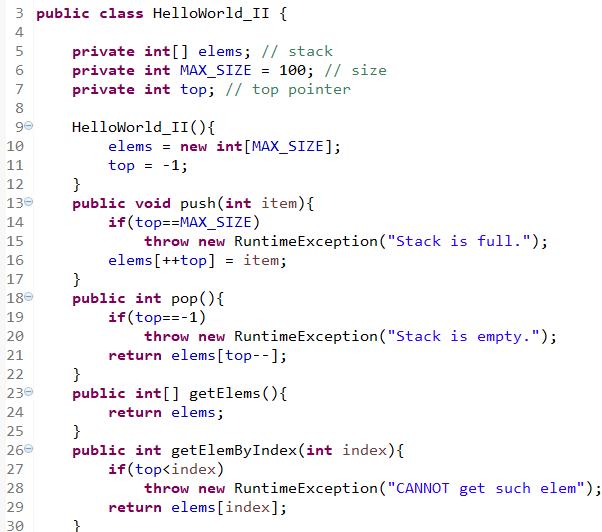 3 public class HelloWorld_II {
4
5     private int[] elems; // stack
6     private int MAX_SIZE = 100; // size
7     private int top; // top pointer
8
9     HelloWorld_II(){
10         elems = new int[MAX_SIZE];
11         top = -1;
12     }
13     public void push(int item){
14         if(top==MAX_SIZE)
15             throw new RuntimeException("Stack is full.");
16         elems[++top] = item;
17     }
18     public int pop(){
19         if(top==-1)
20             throw new RuntimeException("Stack is empty.");
21         return elems[top--];
22     }
23     public int[] getElems(){
24         return elems;
25     }
26     public int getElemByIndex(int index){
27         if(top<index)
28             throw new RuntimeException("CANNOT get such elem");
29         return elems[index];
30     }